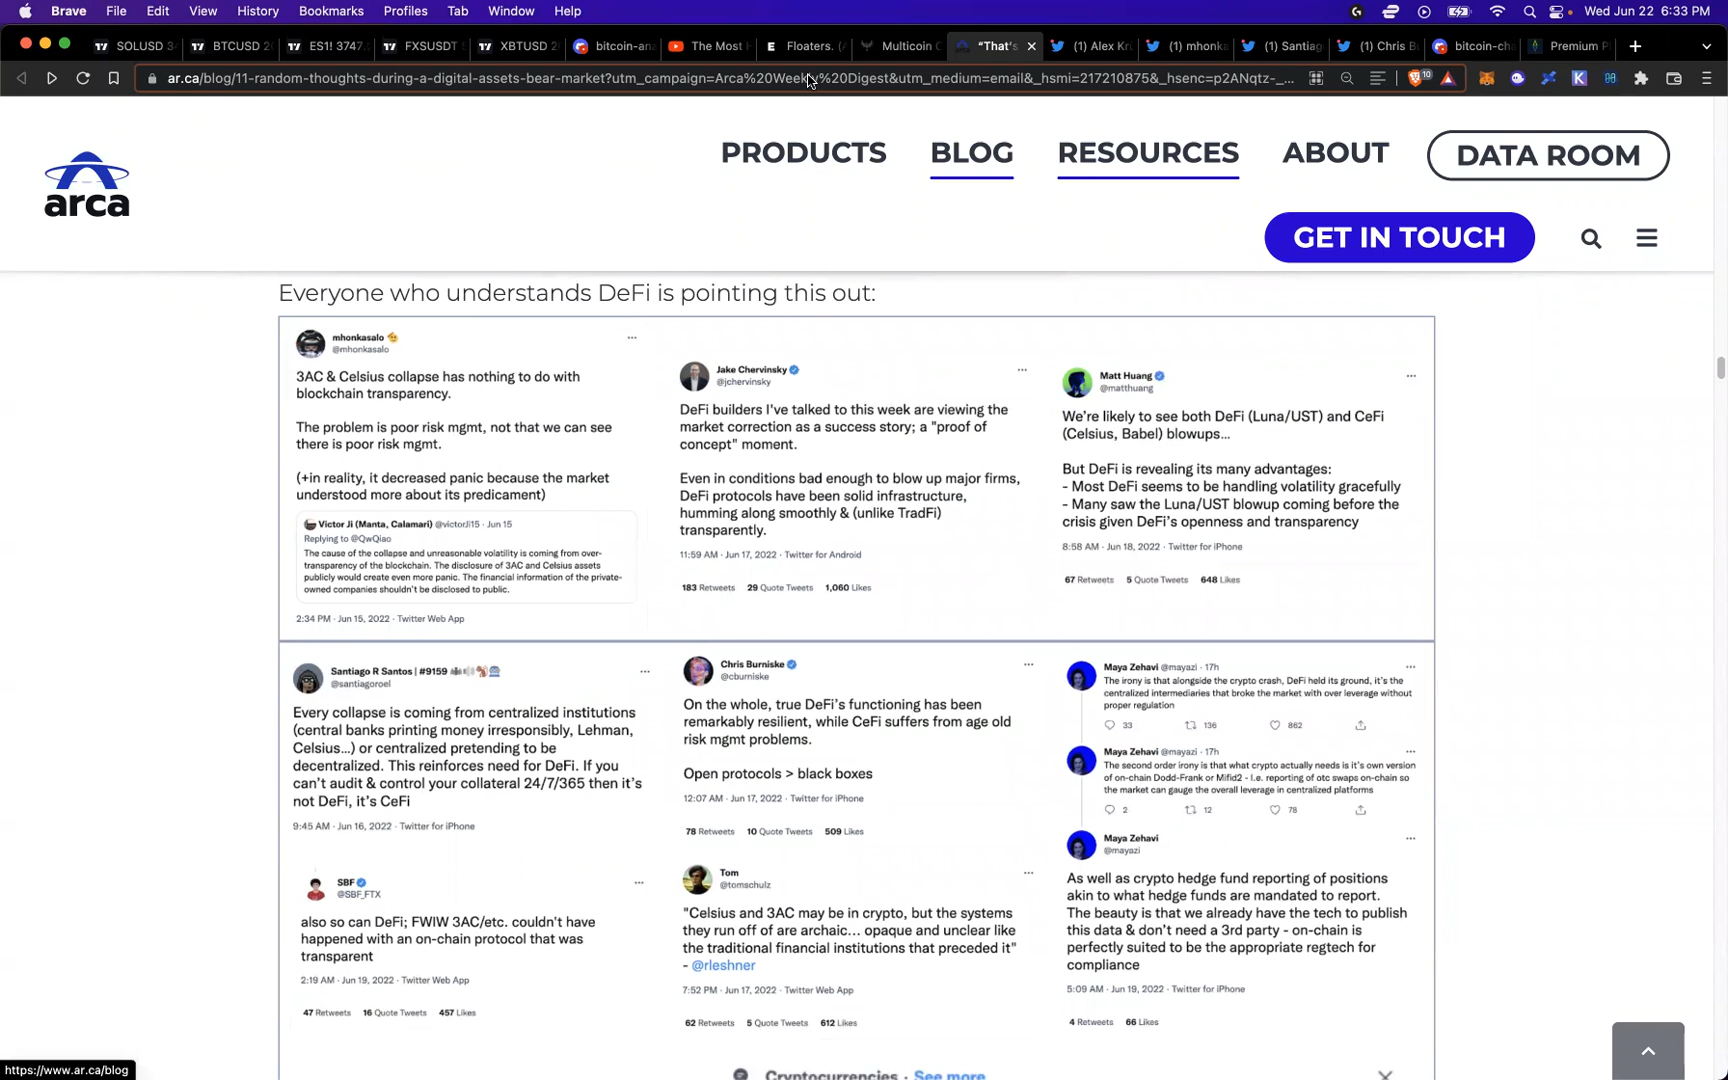 Brave File Edit View History Bookmarks Profiles Tab Window Help Wed Jun 22 6:33 PM
SOLUSD BTCUSD ES1! 3747. FXSUSDT XBTUSD bitcoin-an The Most Floaters. Multicoin "That's (1) Alex Kr (1) mhonka (1) Santiag (1) Chris B bitcoin-ch Premium P
ar.ca/blog/11-random-thoughts-during-a-digital-assets-bear-market?utm_campaign=Arca%20Weekly%20Digest&utm_medium=email&_hsmi=217210875&_hsenc=p2ANqtz-_... 10
arca
PRODUCTS BLOG RESOURCES ABOUT DATA ROOM
GET IN TOUCH
Everyone who understands DeFi is pointing this out:
mhonkasalo
@mhonkasalo
3AC & Celsius collapse has nothing to do with
blockchain transparency.
The problem is poor risk mgmt, not that we can see
there is poor risk mgmt.
(+in reality, it decreased panic because the market
understood more about its predicament)
Victor Ji (Manta, Calamari) @victorJi15 · Jun 15
Replying to @QwQiao
The cause of the collapse and unreasonable volatility is coming from over-
transparency of the blockchain. The disclosure of 3AC and Celsius assets
publicly would create even more panic. The financial information of the private-
owned companies shouldn't be disclosed to public.
2:34 PM · Jun 15, 2022 · Twitter Web App
Jake Chervinsky
@jchervinsky
DeFi builders I've talked to this week are viewing the
market correction as a success story; a "proof of
concept" moment.
Even in conditions bad enough to blow up major firms,
DeFi protocols have been solid infrastructure,
humming along smoothly & (unlike TradFi)
transparently.
11:59 AM · Jun 17, 2022 · Twitter for Android
183 Retweets 29 Quote Tweets 1,060 Likes
Matt Huang
@matthuang
We're likely to see both DeFi (Luna/UST) and CeFi
(Celsius, Babel) blowups...
But DeFi is revealing its many advantages:
- Most DeFi seems to be handling volatility gracefully
- Many saw the Luna/UST blowup coming before the
crisis given DeFi's openness and transparency
8:58 AM · Jun 18, 2022 · Twitter for iPhone
67 Retweets 5 Quote Tweets 648 Likes
Santiago R Santos | #9159
@santiagoroel
Every collapse is coming from centralized institutions
(central banks printing money irresponsibly, Lehman,
Celsius...) or centralized pretending to be
decentralized. This reinforces need for DeFi. If you
can't audit & control your collateral 24/7/365 then it's
not DeFi, it's CeFi
9:45 AM · Jun 16, 2022 · Twitter for iPhone
Chris Burniske
@cburniske
On the whole, true DeFi's functioning has been
remarkably resilient, while CeFi suffers from age old
risk mgmt problems.
Open protocols > black boxes
12:07 AM · Jun 17, 2022 · Twitter for iPhone
78 Retweets 10 Quote Tweets 509 Likes
Maya Zehavi @mayazi · 17h
The irony is that alongside the crypto crash, DeFi held its ground, it's the
centralized intermediaries that broke the market with over leverage without
proper regulation
33 136 862
Maya Zehavi @mayazi · 17h
The second order irony is that what crypto actually needs is it's own version
of on-chain Dodd-Frank or Mifid2 - I.e. reporting of otc swaps on-chain so
the market can gauge the overall leverage in centralized platforms
2 12 78
Maya Zehavi
@mayazi
As well as crypto hedge fund reporting of positions
akin to what hedge funds are mandated to report.
The beauty is that we already have the tech to publish
this data & don't need a 3rd party - on-chain is
perfectly suited to be the appropriate regtech for
compliance
5:09 AM · Jun 19, 2022 · Twitter for iPhone
4 Retweets 66 Likes
SBF
@SBF_FTX
also so can DeFi; FWIW 3AC/etc. couldn't have
happened with an on-chain protocol that was
transparent
2:19 AM · Jun 19, 2022 · Twitter Web App
47 Retweets 16 Quote Tweets 457 Likes
Tom
@tomschulz
"Celsius and 3AC may be in crypto, but the systems
they run off of are archaic... opaque and unclear like
the traditional financial institutions that preceded it"
- @rleshner
7:52 PM · Jun 17, 2022 · Twitter Web App
62 Retweets 5 Quote Tweets 612 Likes
Cryptocurrencies · See more
https://www.ar.ca/blog